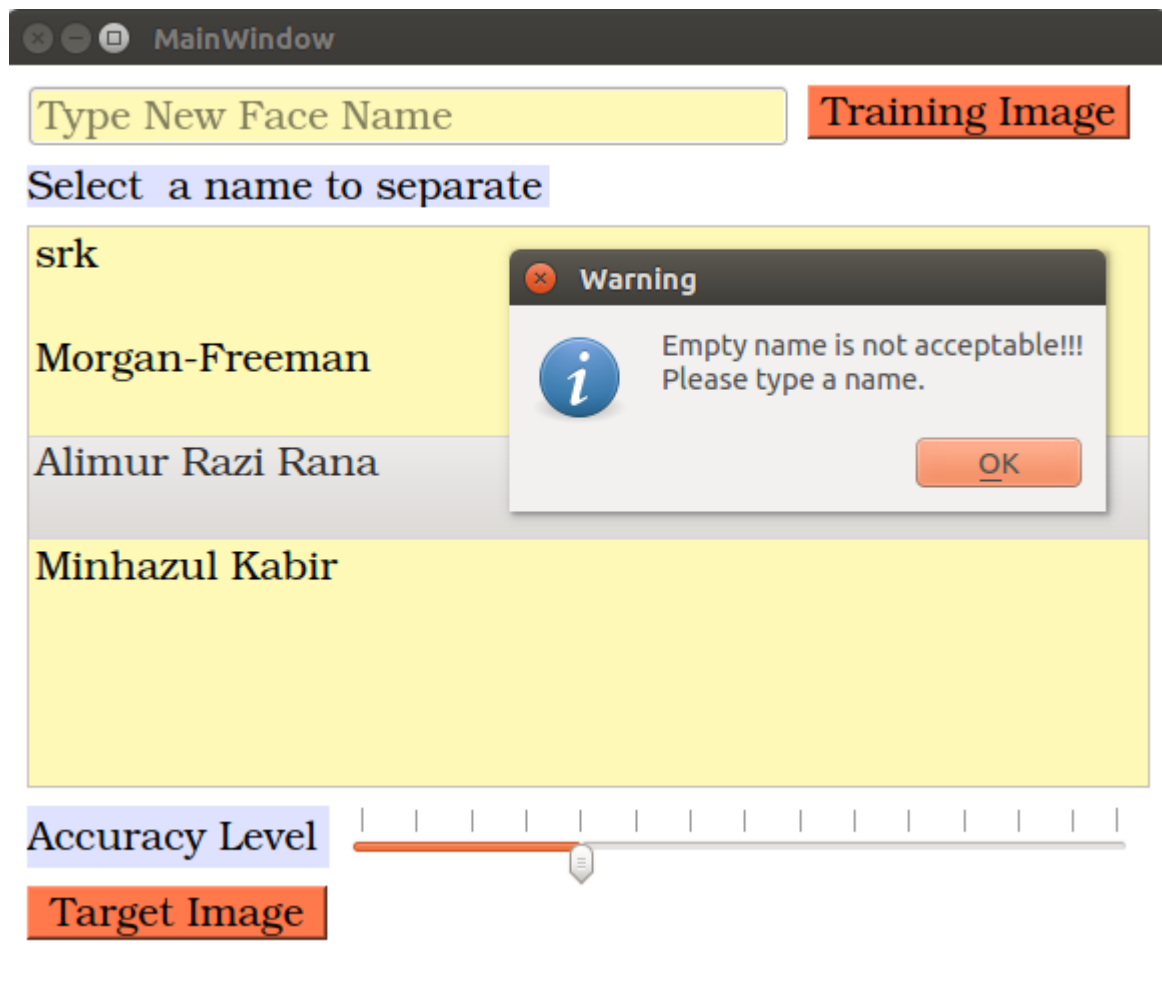 MainWindow
Type New Face Name
Training Image
Select a name to separate
srk
Morgan-Freeman
Alimur Razi Rana
Minhazul Kabir
Warning
Empty name is not acceptable!!!
Please type a name.
OK
Accuracy Level
Target Image